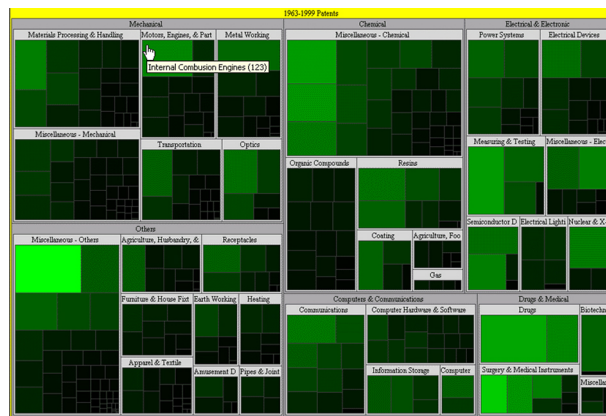 1963-1999 Patents
Mechanical
Chemical
Electrical & Electronic
Materials Processing & Handling
Motors, Engines, & Part
Metal Working
Miscellaneous - Chemical
Power Systems
Electrical Devices
Internal Combusion Engines (123)
Miscellaneous - Mechanical
Transportation
Optics
Measuring & Testing
Miscellaneous - Elec
Organic Compounds
Resins
Semiconductor D
Electrical Lighti
Nuclear & X-
Others
Miscellaneous - Others
Agriculture, Husbandry, &
Receptacles
Coating
Agriculture, Foo
Gas
Furniture & House Fixt
Earth Working
Heating
Computers & Communications
Drugs & Medical
Communications
Computer Hardware & Software
Drugs
Biotechn
Apparel & Textile
Amusement D
Pipes & Joint
Information Storage
Computer
Surgery & Medical Instruments
Miscella